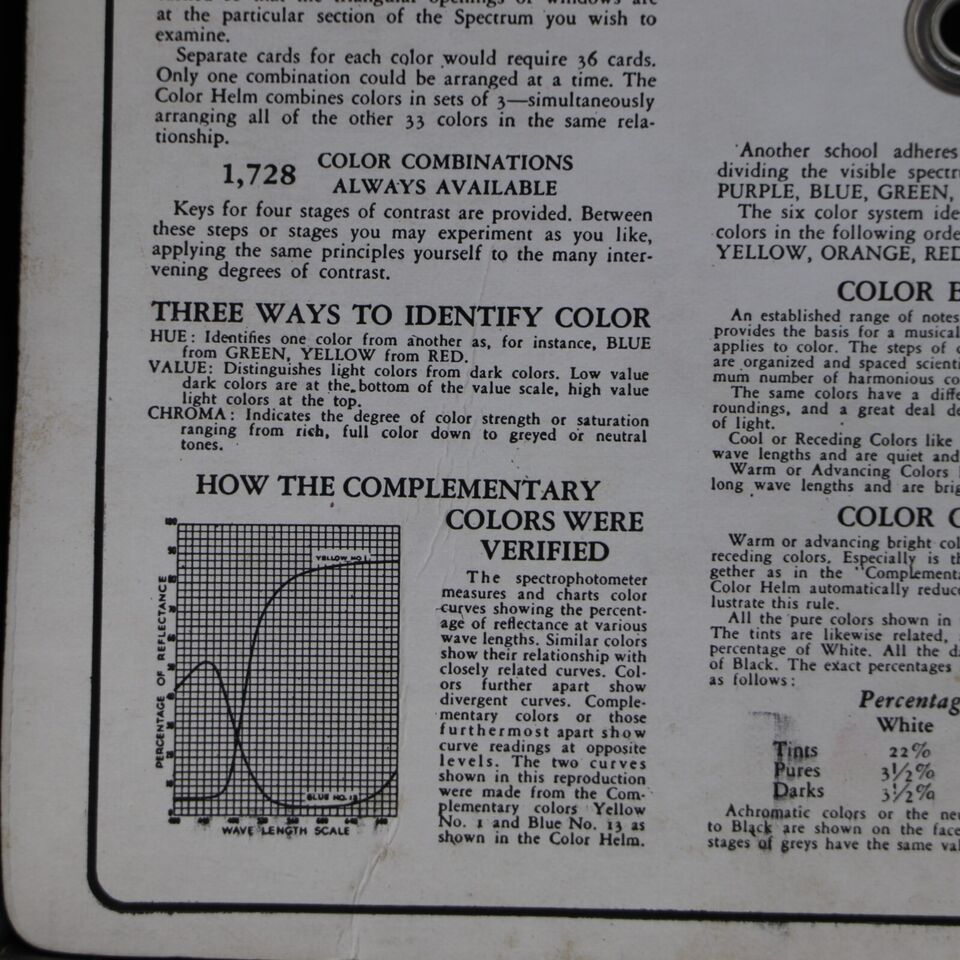 at the particular section of the Spectrum you wish to
examine.
Separate cards for each color would require 36 cards.
Only one combination could be arranged at a time. The
Color Helm combines colors in sets of 3—simultaneously
arranging all of the other 33 colors in the same rela-
tionship.
1,728 COLOR COMBINATIONS
ALWAYS AVAILABLE
Keys for four stages of contrast are provided. Between
these steps or stages you may experiment as you like,
applying the same principles yourself to the many inter-
vening degrees of contrast.
THREE WAYS TO IDENTIFY COLOR
HUE: Identifies one color from another as, for instance, BLUE
from GREEN, YELLOW from RED.
VALUE: Distinguishes light colors from dark colors. Low value
dark colors are at the bottom of the value scale, high value
light colors at the top.
CHROMA: Indicates the degree of color strength or saturation
ranging from rich, full color down to greyed or neutral
tones.
HOW THE COMPLEMENTARY
COLORS WERE
VERIFIED
PERCENTAGE OF REFLECTANCE
YELLOW NO 1
WAVE LENGTH SCALE
The spectrophotometer
measures and charts color
curves showing the percent-
age of reflectance at various
wave lengths. Similar colors
show their relationship with
closely related curves. Col-
ors further apart show
divergent curves. Comple-
mentary colors or those
furthermost apart show
curve readings at opposite
levels. The two curves
shown in this reproduction
were made from the Com-
plementary colors Yellow
No. 1 and Blue No. 13 as
shown in the Color Helm.
Another school adheres
dividing the visible
PURPLE, BLUE, GREEN,
The six color system
colors in the following
YELLOW, ORANGE, RED
COLOR
An established range of notes
provides the basis for a musical
applies to color. The steps of
are organized and spaced
mum number of harmonious
The same colors have a
roundings, and a great deal
of light.
Cool or Receding Colors like
wave lengths and are quiet and
Warm or Advancing Colors
long wave lengths and are
COLOR
Warm or advancing bright
receding colors, Especially is
gether as in the "Complement
Color Helm automatically
lustrate this rule.
All the pure colors shown in
The tints are likewise related,
percentage of White. All the
of Black. The exact percentages
as follows:
Percentag
White
Tints 22%
Pures 3½%
Darks 3½%
Achromatic colors or the
to Black are shown on the face
stages of greys have the same